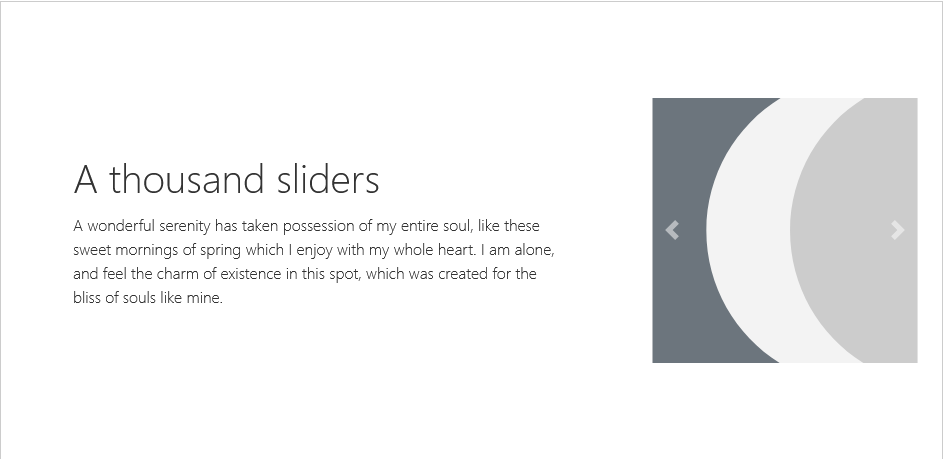 A thousand sliders
A wonderful serenity has taken possession of my entire soul, like these
sweet mornings of spring which I enjoy with my whole heart. I am alone,
and feel the charm of existence in this spot, which was created for the
bliss of souls like mine.